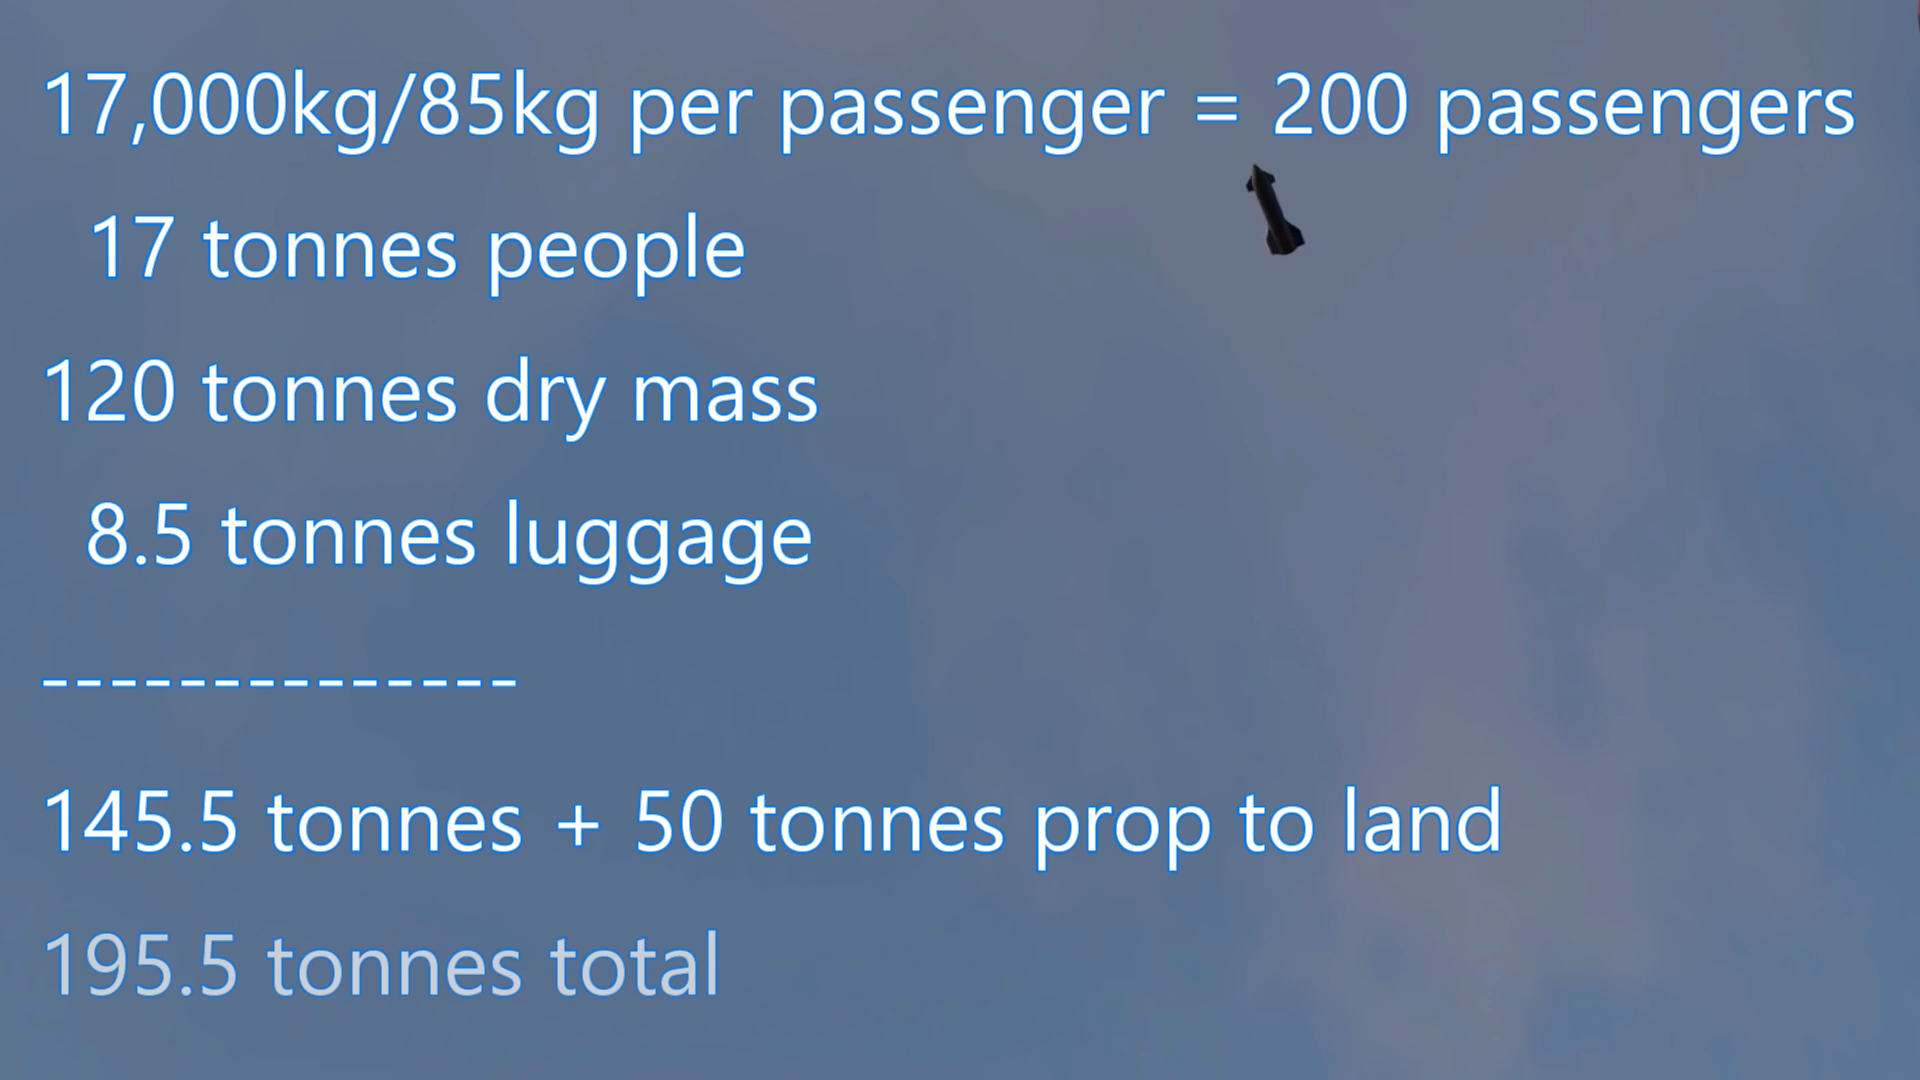 17,000kg/85kg per passenger = 200 passengers
17 tonnes people
120 tonnes dry mass
8.5 tonnes luggage
--------------
145.5 tonnes + 50 tonnes prop to land
195.5 tonnes total